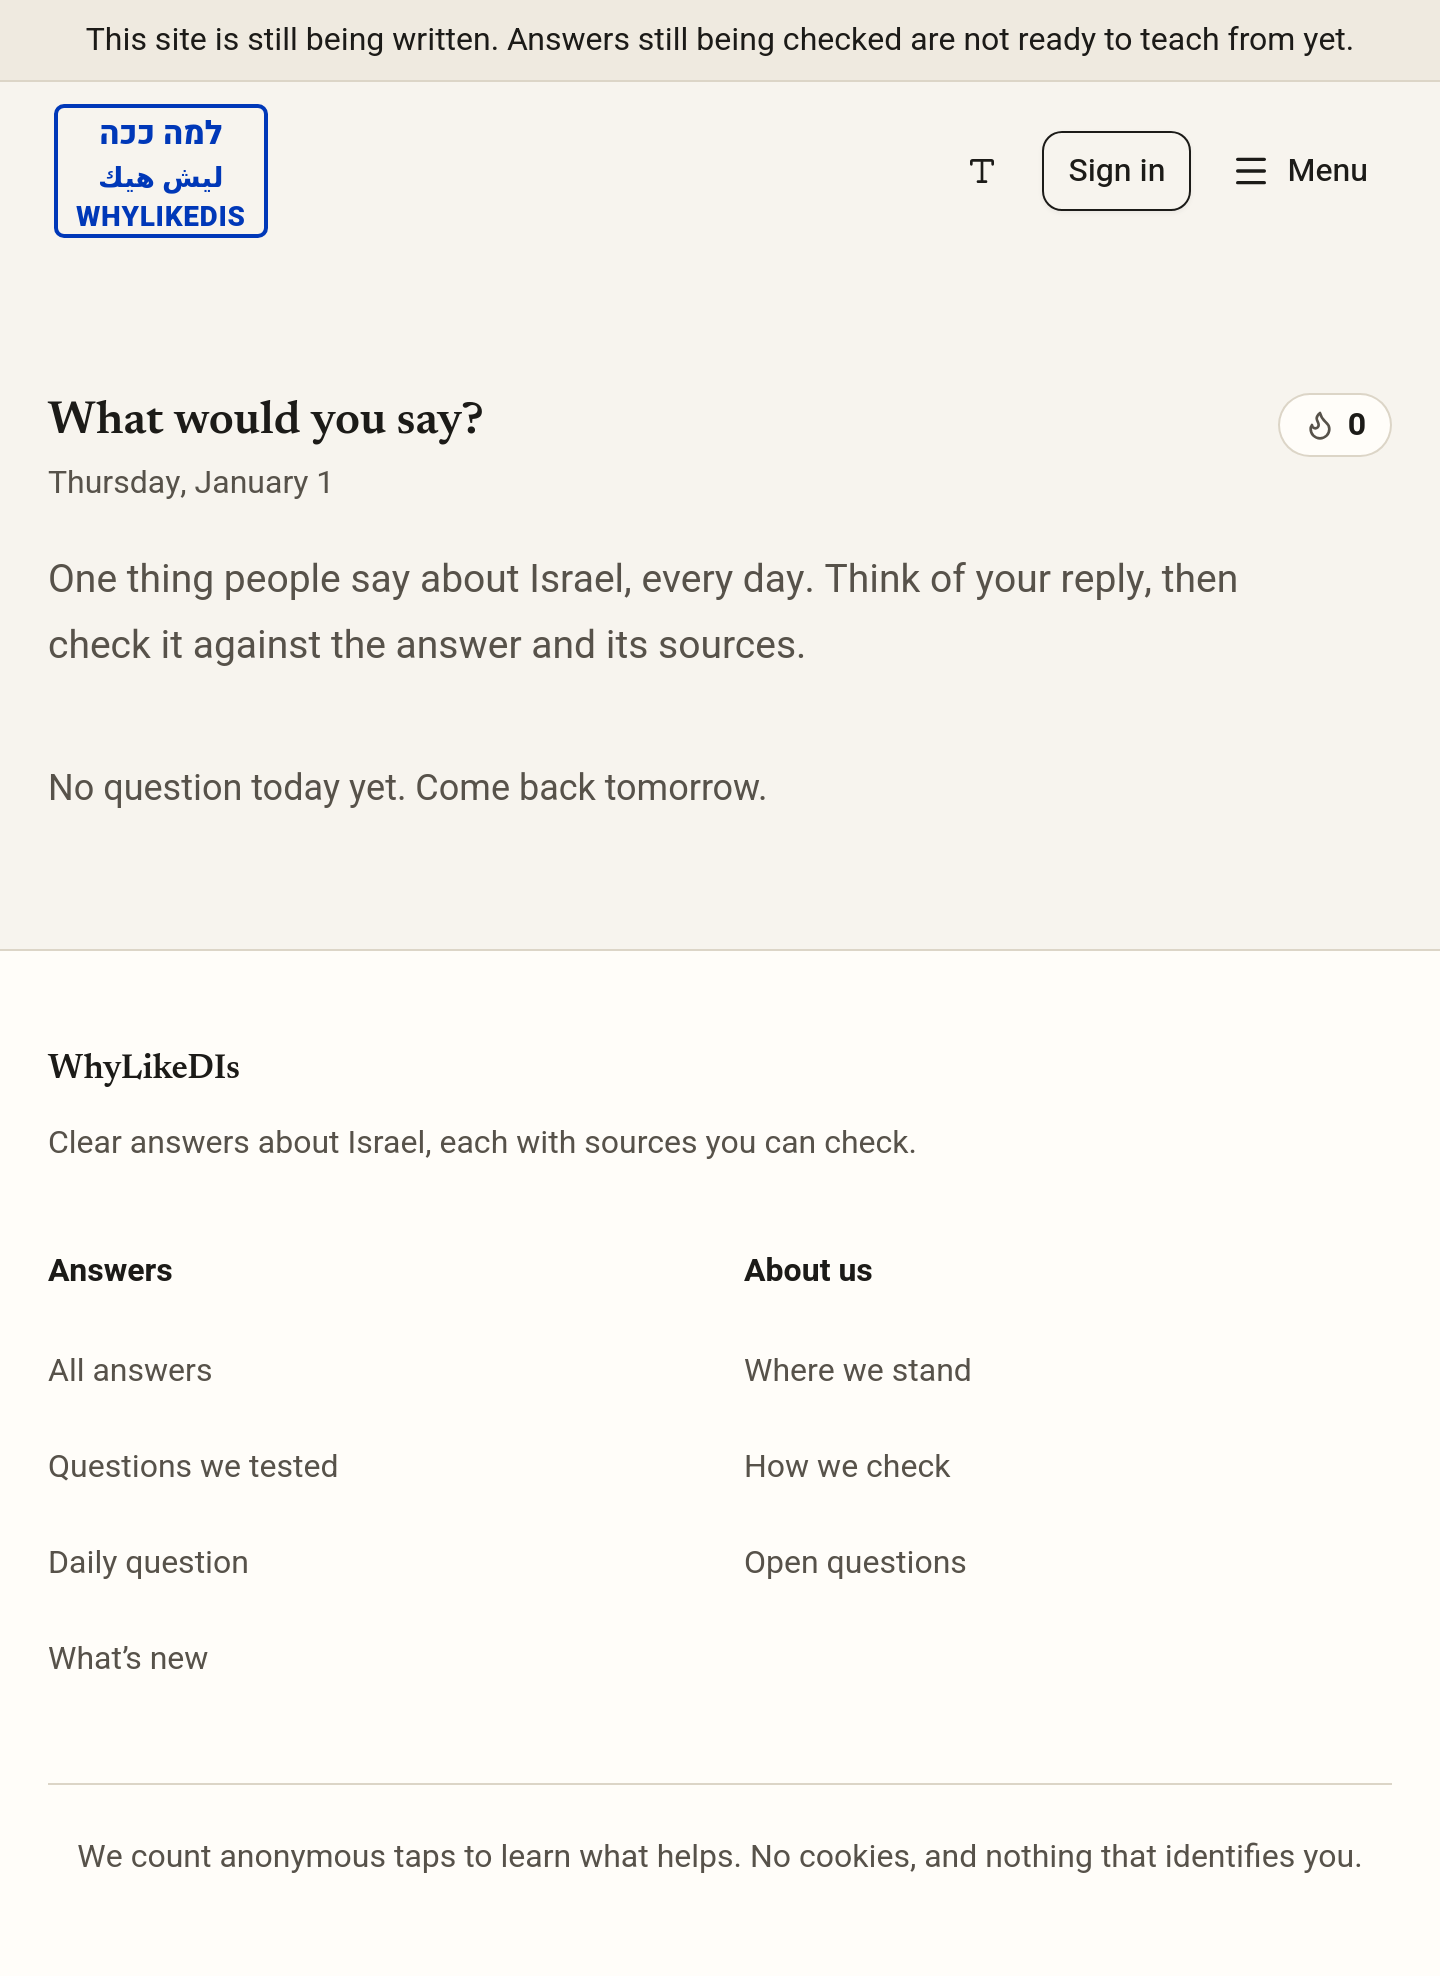 This site is still being written. Answers still being checked are not ready to teach from yet.
למה ככה
ليش هيك
WHYLIKEDIS
Sign in
Menu
What would you say?
0
Thursday, January 1
One thing people say about Israel, every day. Think of your reply, then
check it against the answer and its sources.
No question today yet. Come back tomorrow.
WhyLikeDIs
Clear answers about Israel, each with sources you can check.
Answers
All answers
Questions we tested
Daily question
What’s new
About us
Where we stand
How we check
Open questions
We count anonymous taps to learn what helps. No cookies, and nothing that identifies you.